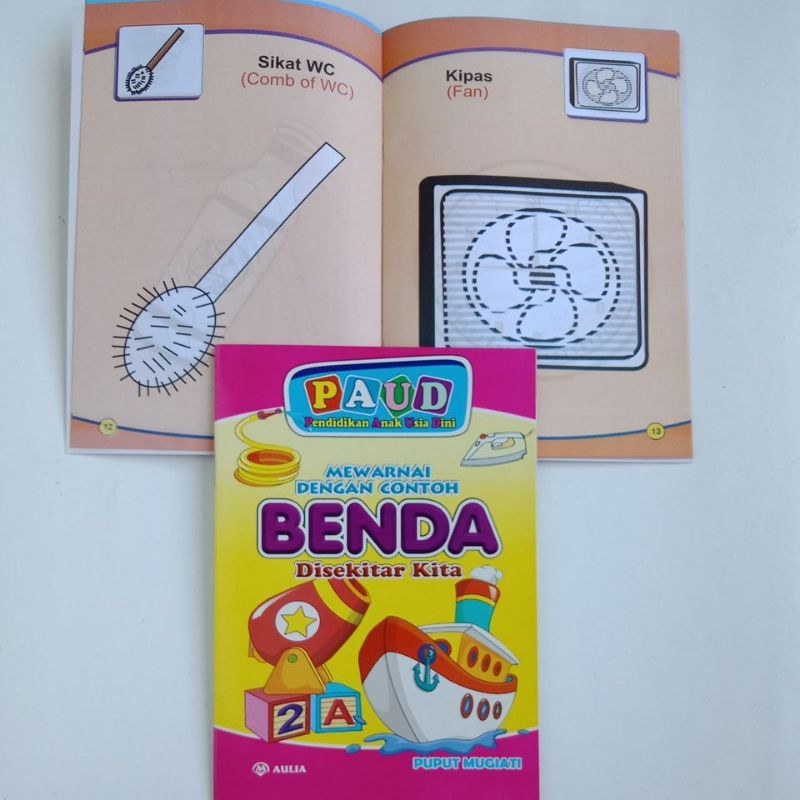 Sikat WC
(Comb of WC)
12
Kipas
(Fan)
13
PAUD
Pendidikan Anak Usia Dini
MEWARNAI
DENGAN CONTOH
BENDA
Disekitar Kita
2 A
AULIA
PUPUT MUGIATI